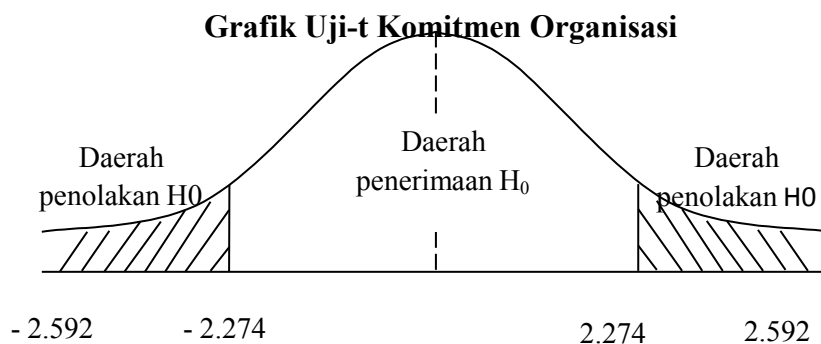 Grafik Uji-t Komitmen Organisasi
Daerah
penolakan H0
Daerah
penerimaan H₀
Daerah
penolakan H0
- 2.592 - 2.274 2.274 2.592